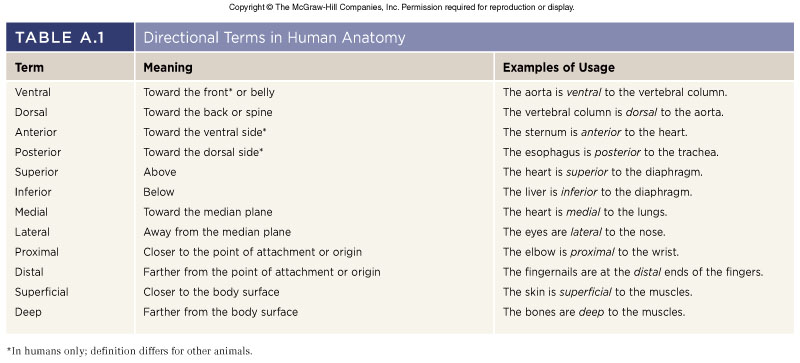 Copyright © The McGraw-Hill Companies, Inc. Permission required for reproduction or display.
TABLE A.1 Directional Terms in Human Anatomy
Term Meaning Examples of Usage
Ventral Toward the front* or belly The aorta is ventral to the vertebral column.
Dorsal Toward the back or spine The vertebral column is dorsal to the aorta.
Anterior Toward the ventral side* The sternum is anterior to the heart.
Posterior Toward the dorsal side* The esophagus is posterior to the trachea.
Superior Above The heart is superior to the diaphragm.
Inferior Below The liver is inferior to the diaphragm.
Medial Toward the median plane The heart is medial to the lungs.
Lateral Away from the median plane The eyes are lateral to the nose.
Proximal Closer to the point of attachment or origin The elbow is proximal to the wrist.
Distal Farther from the point of attachment or origin The fingernails are at the distal ends of the fingers.
Superficial Closer to the body surface The skin is superficial to the muscles.
Deep Farther from the body surface The bones are deep to the muscles.
*In humans only; definition differs for other animals.